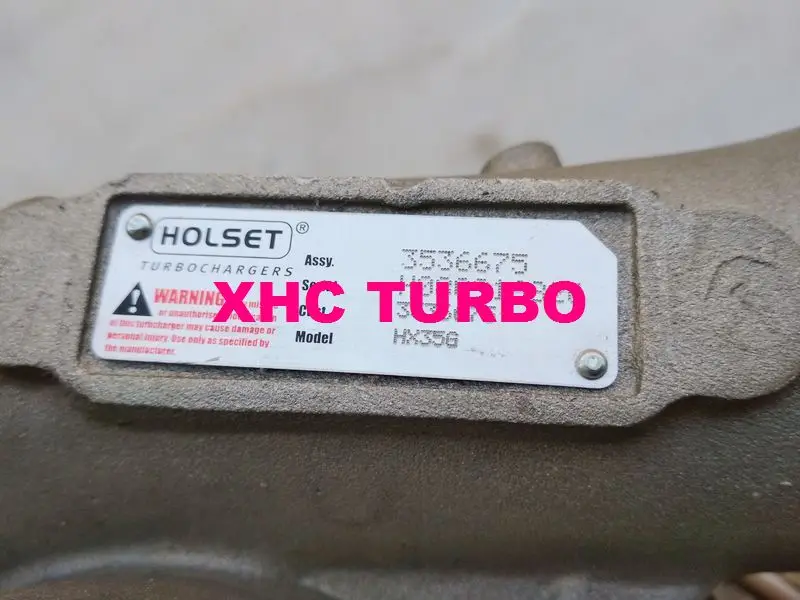 HOLSET®
TURBOCHARGERS
Assy. 3536675
XHC TURBO
WARNING
or unauthorised
of this turbocharger may cause damage or
personal injury. Use only as specified by
the manufacturer.
Model HX35G